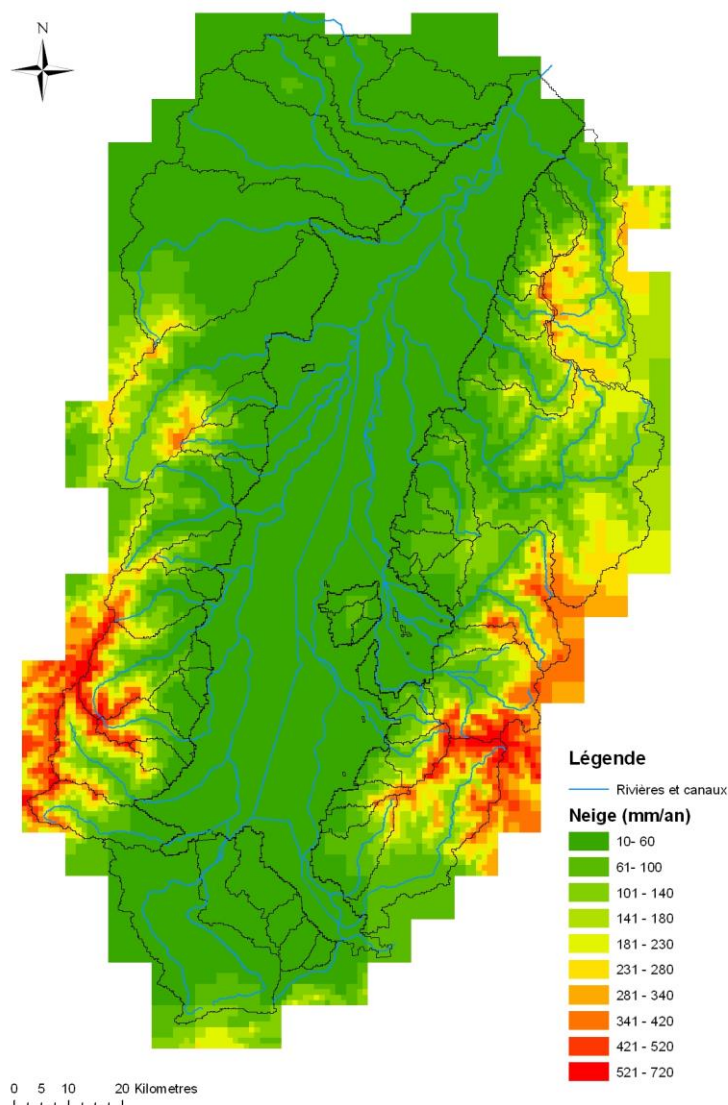 N
Légende
Rivières et canaux
Neige (mm/an)
10- 60
61- 100
101 - 140
141 - 180
181 - 230
231 - 280
281 - 340
341 - 420
421 - 520
521 - 720
0 5 10 20 Kilometres